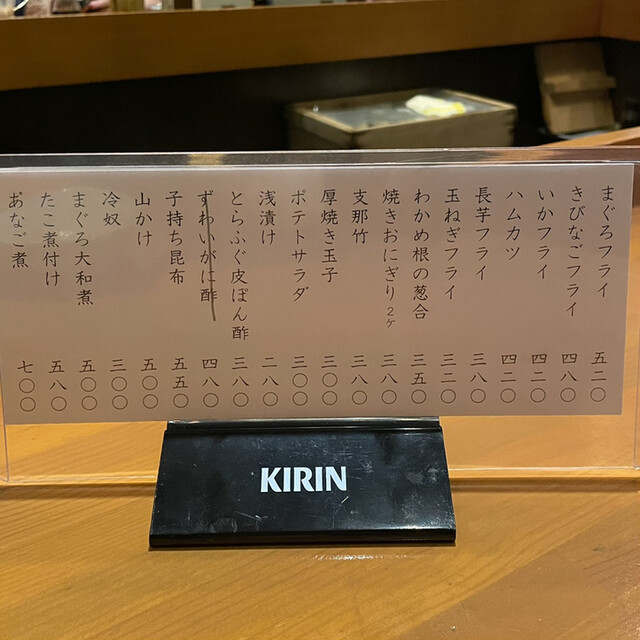 まぐろフライ 五二〇
きびなごフライ 四八〇
いかフライ 四二〇
ハムカツ 四二〇
長芋フライ 三八〇
玉ねぎフライ 三二〇
わかめ根の葱合 三五〇
焼きおにぎり2ヶ 三八〇
支那竹 三八〇
厚焼き玉子 三〇〇
ポテトサラダ 三〇〇
浅漬け 二八〇
とらふぐ皮ぽん酢 三八〇
ずわいがに酢 四八〇
子持ち昆布 五五〇
山かけ 五〇〇
冷奴 三〇〇
まぐろ大和煮 五〇〇
たこ煮付け 五八〇
あなご煮 七〇〇
KIRIN